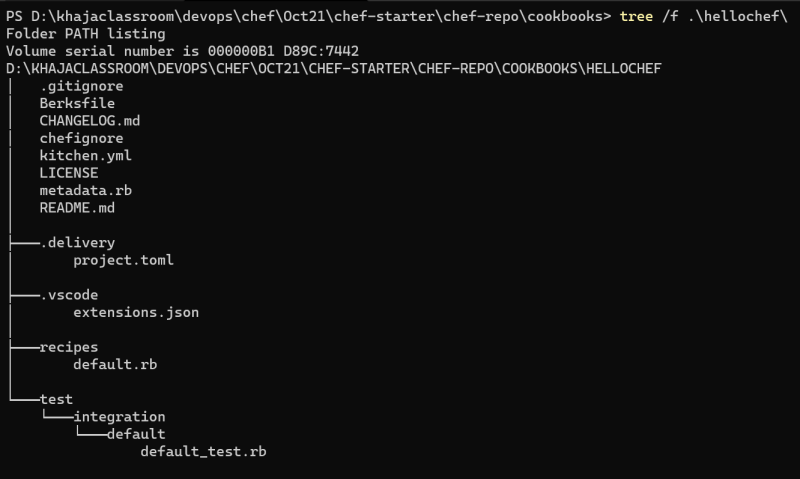 PS D:\khajaclassroom\devops\chef\Oct21\chef-starter\chef-repo\cookbooks> tree /f .\hellochef\
Folder PATH listing
Volume serial number is 000000B1 D89C:7442
D:\KHAJACLASSROOM\DEVOPS\CHEF\OCT21\CHEF-STARTER\CHEF-REPO\COOKBOOKS\HELLOCHEF
│   .gitignore
│   Berksfile
│   CHANGELOG.md
│   chefignore
│   kitchen.yml
│   LICENSE
│   metadata.rb
│   README.md
│
├───.delivery
│       project.toml
│
├───.vscode
│       extensions.json
│
├───recipes
│       default.rb
│
└───test
    └───integration
        └───default
                default_test.rb